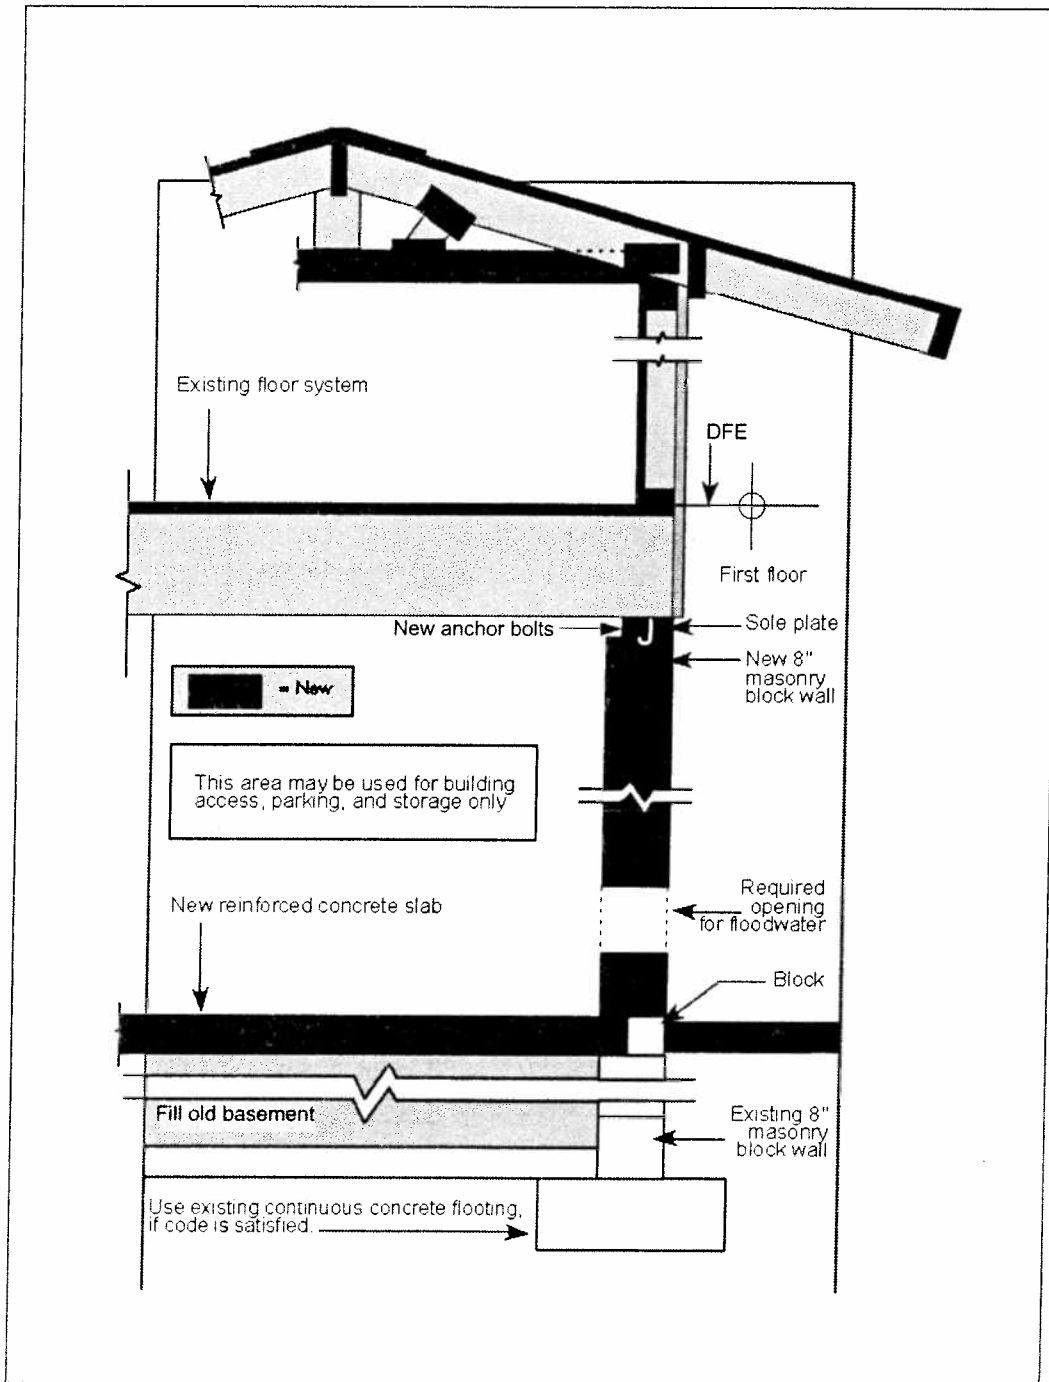 Existing floor system
DFE
First floor
New anchor bolts
Sole plate
New 8"
masonry
block wall
= New
This area may be used for building
access, parking, and storage only
Required
opening
for floodwater
New reinforced concrete slab
Block
Fill old basement
Existing 8"
masonry
block wall
Use existing continuous concrete flooting,
if code is satisfied.